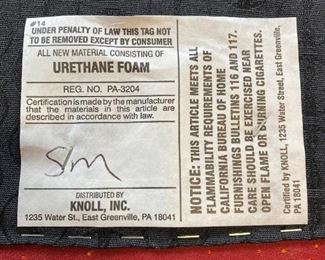 #14
UNDER PENALTY OF LAW THIS TAG NOT
TO BE REMOVED EXCEPT BY CONSUMER
ALL NEW MATERIAL CONSISTING OF
URETHANE FOAM
REG. NO. PA-3204
Certification is made by the manufacturer
that the materials in this article are
described in accordance with law.
DISTRIBUTED BY
KNOLL, INC.
1235 Water St., East Greenville, PA 18041
NOTICE: THIS ARTICLE MEETS ALL
FLAMMABILITY REQUIREMENTS OF
CALIFORNIA BUREAU OF HOME
FURNISHINGS BULLETINS 116 AND 117.
CARE SHOULD BE EXERCISED NEAR
OPEN FLAME OR BURNING CIGARETTES.
Certified by KNOLL, 1235 Water Street, East Greenville,
PA 18041